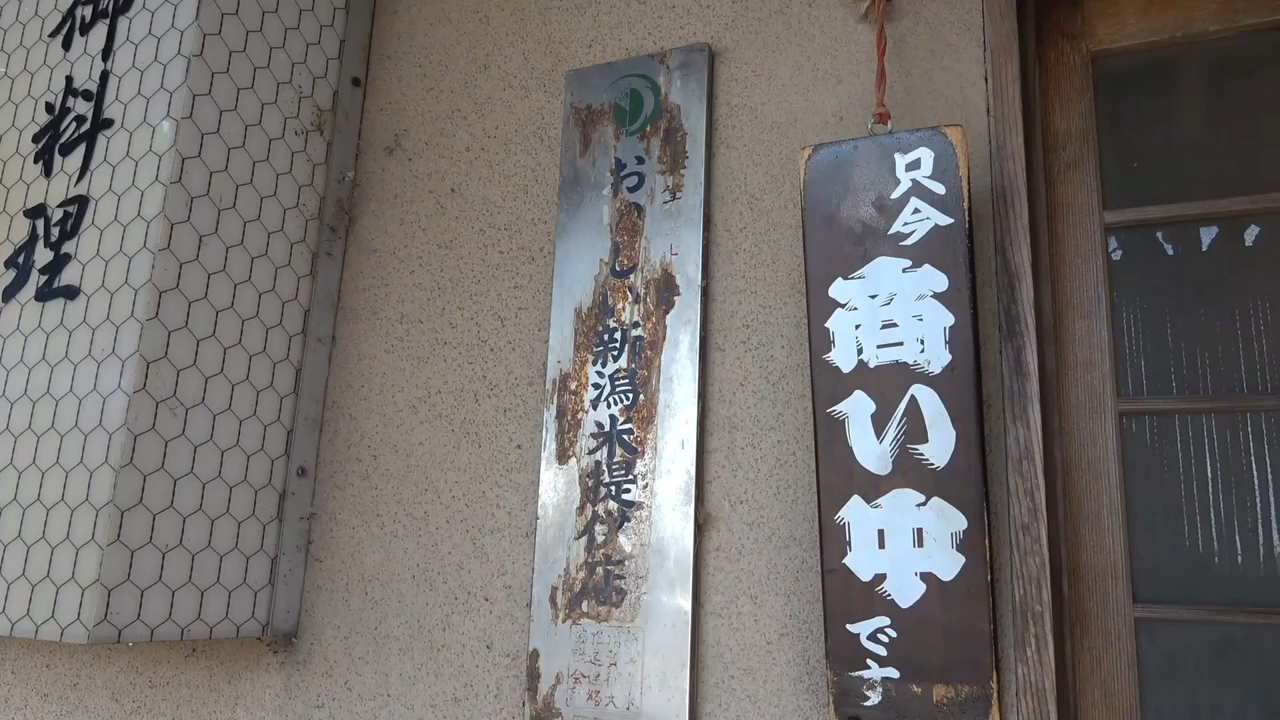 御料理
おいしい新潟米提供店
只今
商い中
です